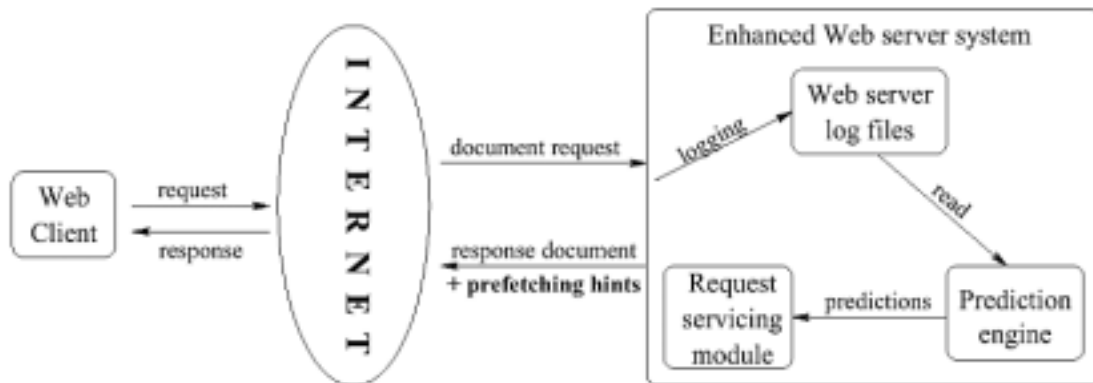 Enhanced Web server system
Web server
log files
logging
read
Prediction
engine
predictions
Request
servicing
module
document request
response document
+ prefetching hints
INTERNET
request
response
Web
Client